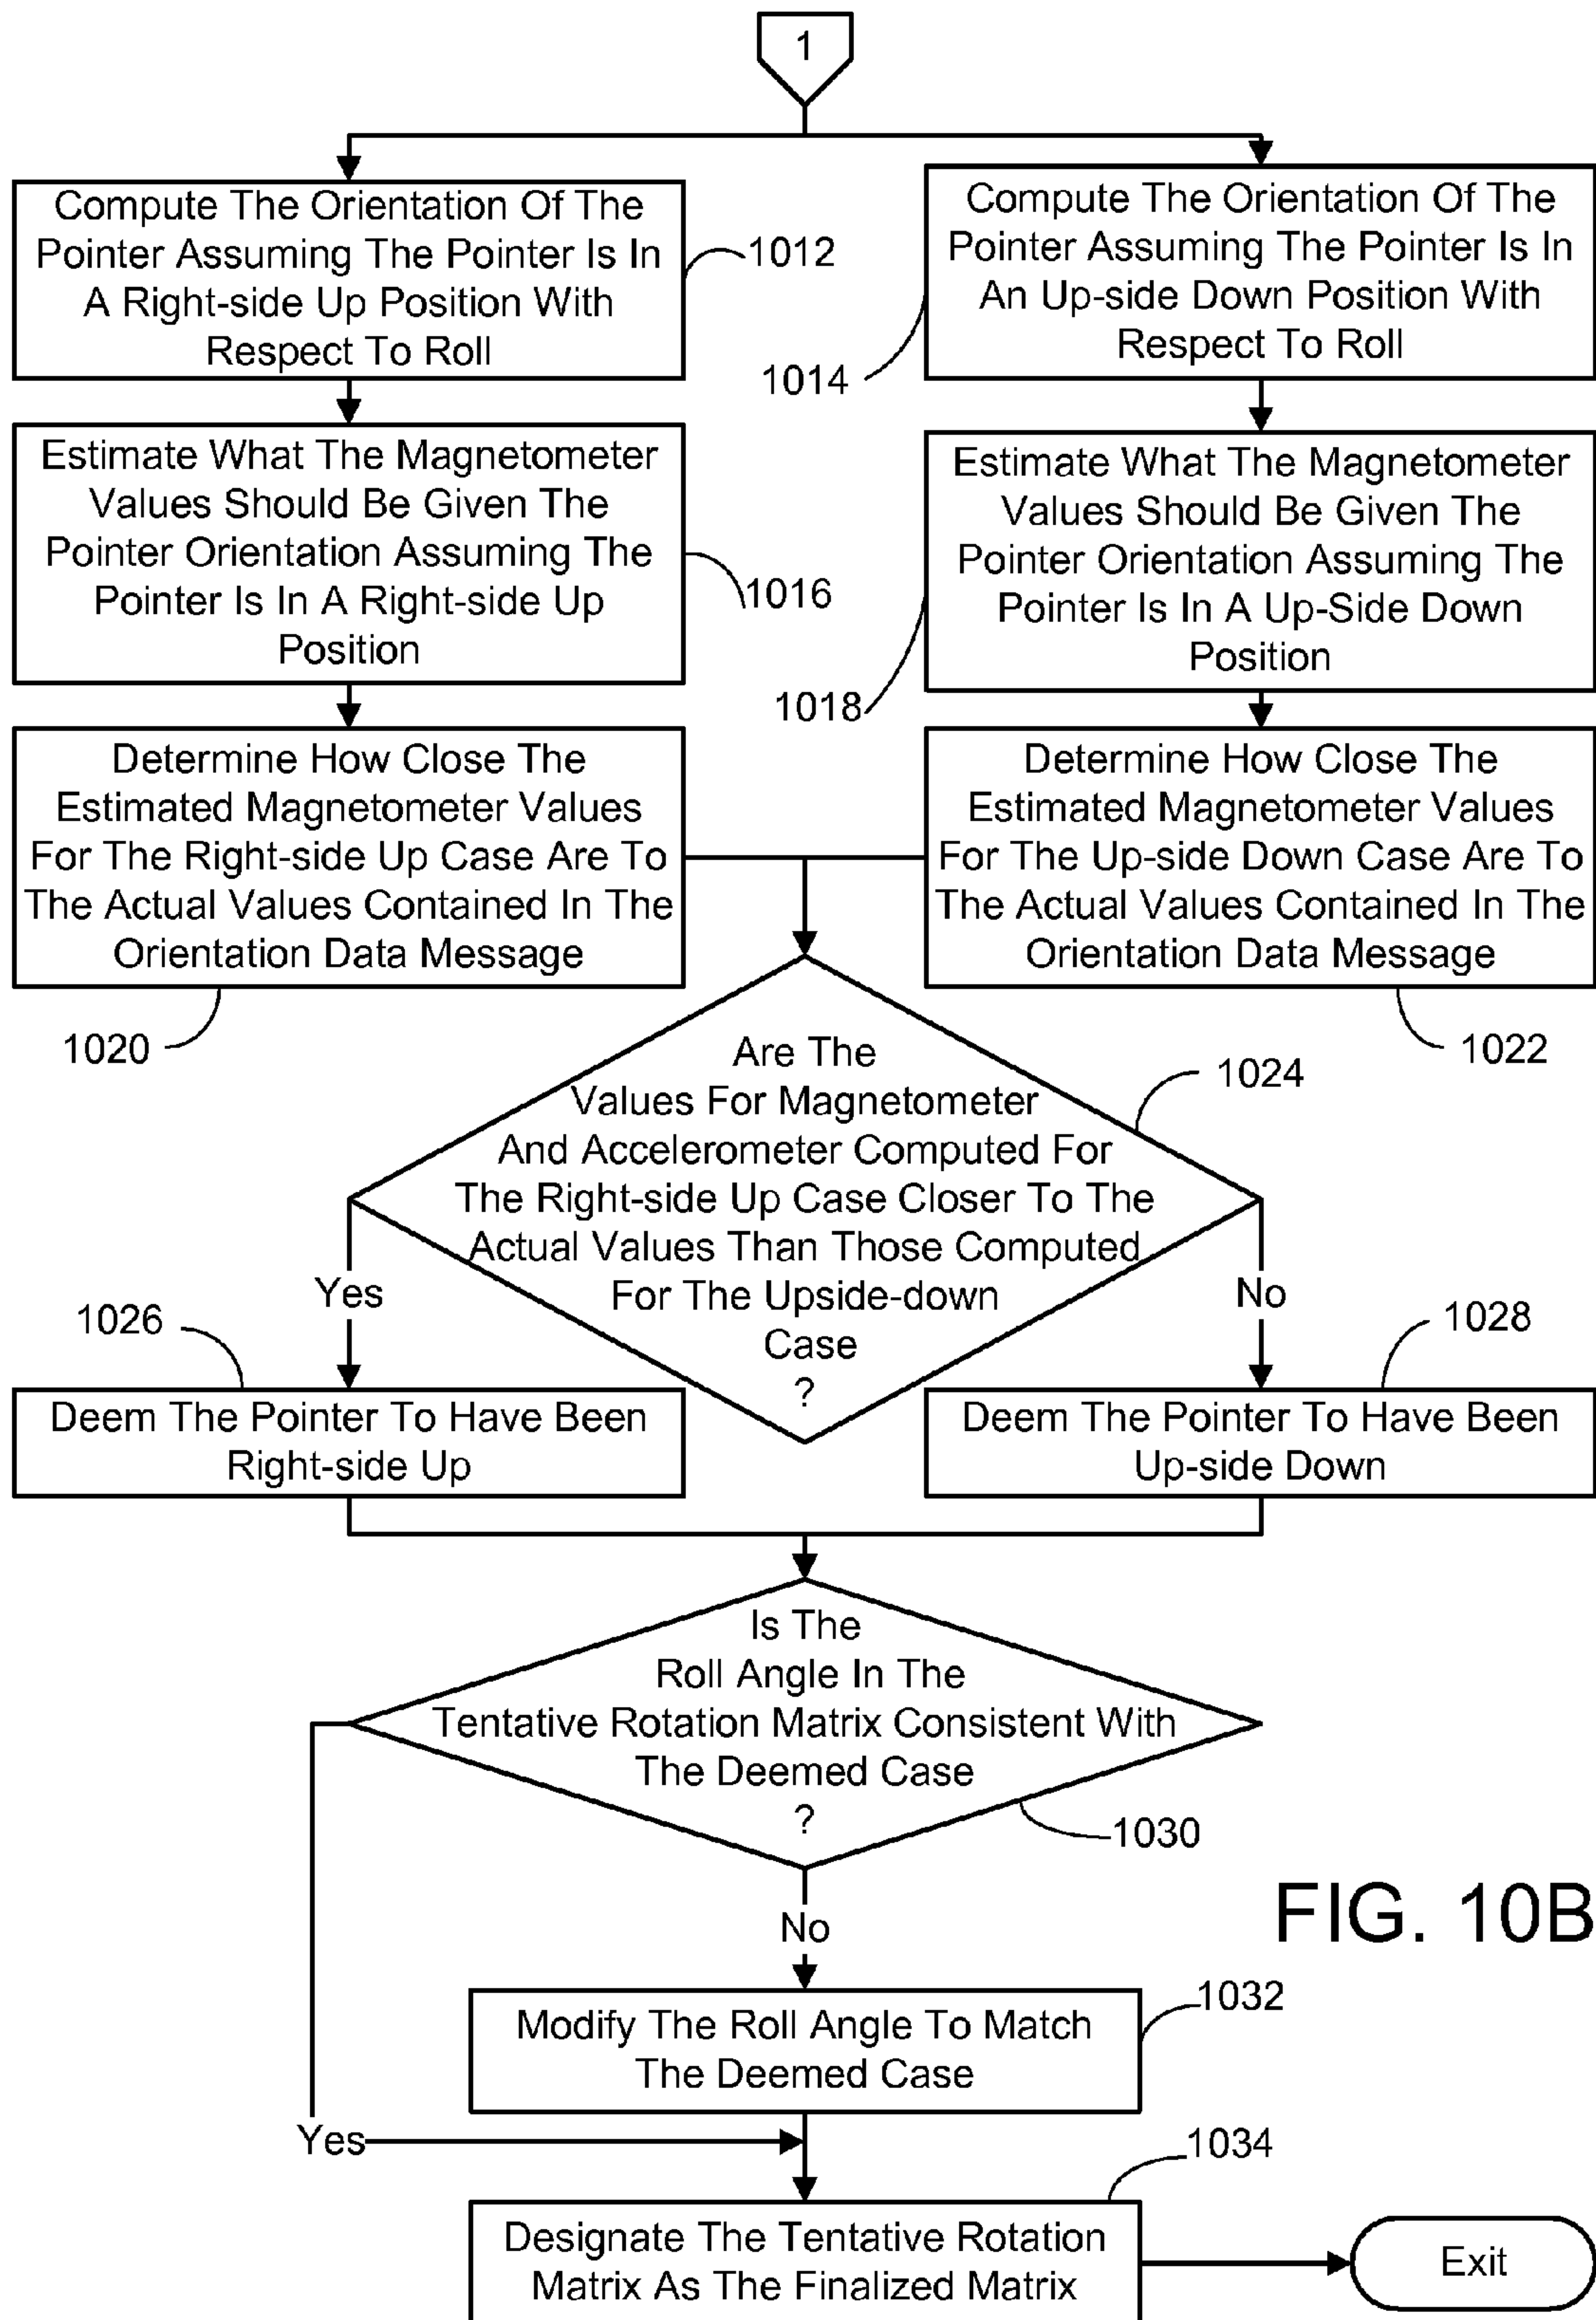 1
Compute The Orientation Of The
Pointer Assuming The Pointer Is In
A Right-side Up Position With
Respect To Roll
1012
Compute The Orientation Of The
Pointer Assuming The Pointer Is In
An Up-side Down Position With
Respect To Roll
1014
Estimate What The Magnetometer
Values Should Be Given The
Pointer Orientation Assuming The
Pointer Is In A Right-side Up
Position
1016
Estimate What The Magnetometer
Values Should Be Given The
Pointer Orientation Assuming The
Pointer Is In A Up-Side Down
Position
1018
Determine How Close The
Estimated Magnetometer Values
For The Right-side Up Case Are To
The Actual Values Contained In The
Orientation Data Message
1020
Determine How Close The
Estimated Magnetometer Values
For The Up-side Down Case Are To
The Actual Values Contained In The
Orientation Data Message
1022
Are The
Values For Magnetometer
And Accelerometer Computed For
The Right-side Up Case Closer To The
Actual Values Than Those Computed
For The Upside-down
Case
?
1024
Yes
No
1026
Deem The Pointer To Have Been
Right-side Up
1028
Deem The Pointer To Have Been
Up-side Down
Is The
Roll Angle In The
Tentative Rotation Matrix Consistent With
The Deemed Case
?
1030
No
FIG. 10B
Modify The Roll Angle To Match
The Deemed Case
1032
Yes
1034
Designate The Tentative Rotation
Matrix As The Finalized Matrix
Exit